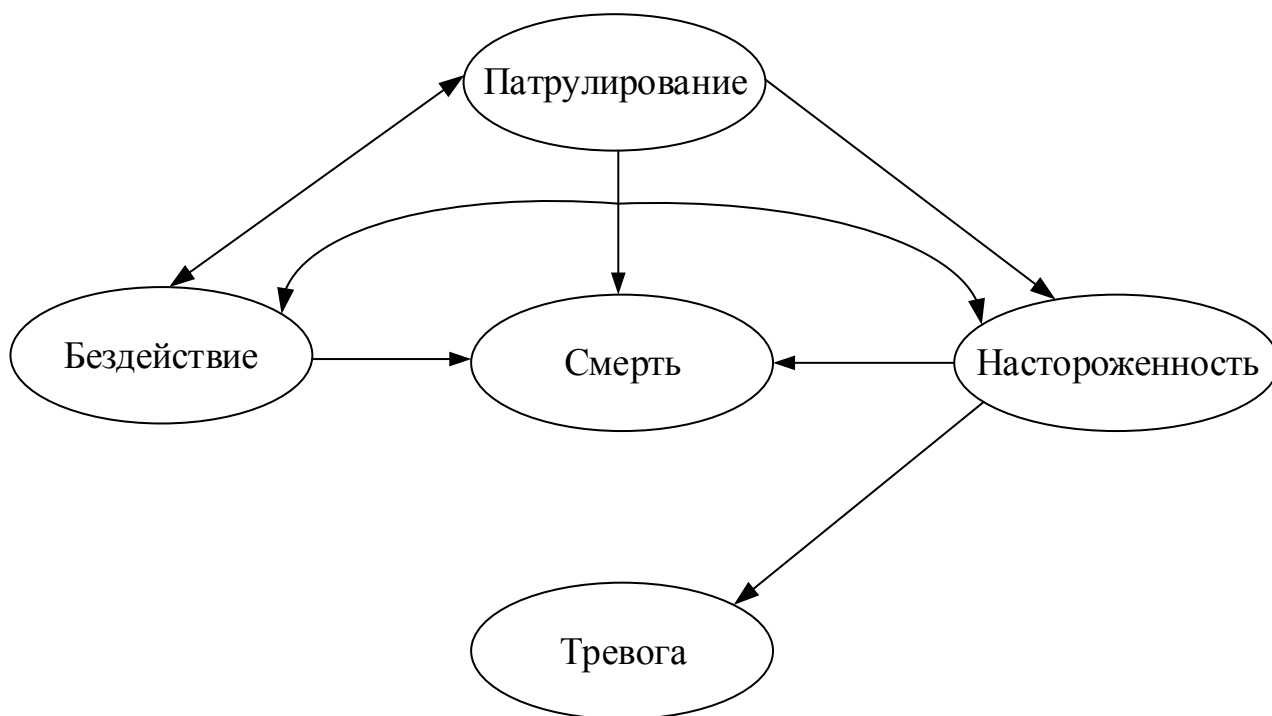 Патрулирование
Бездействие
Смерть
Настороженность
Тревога